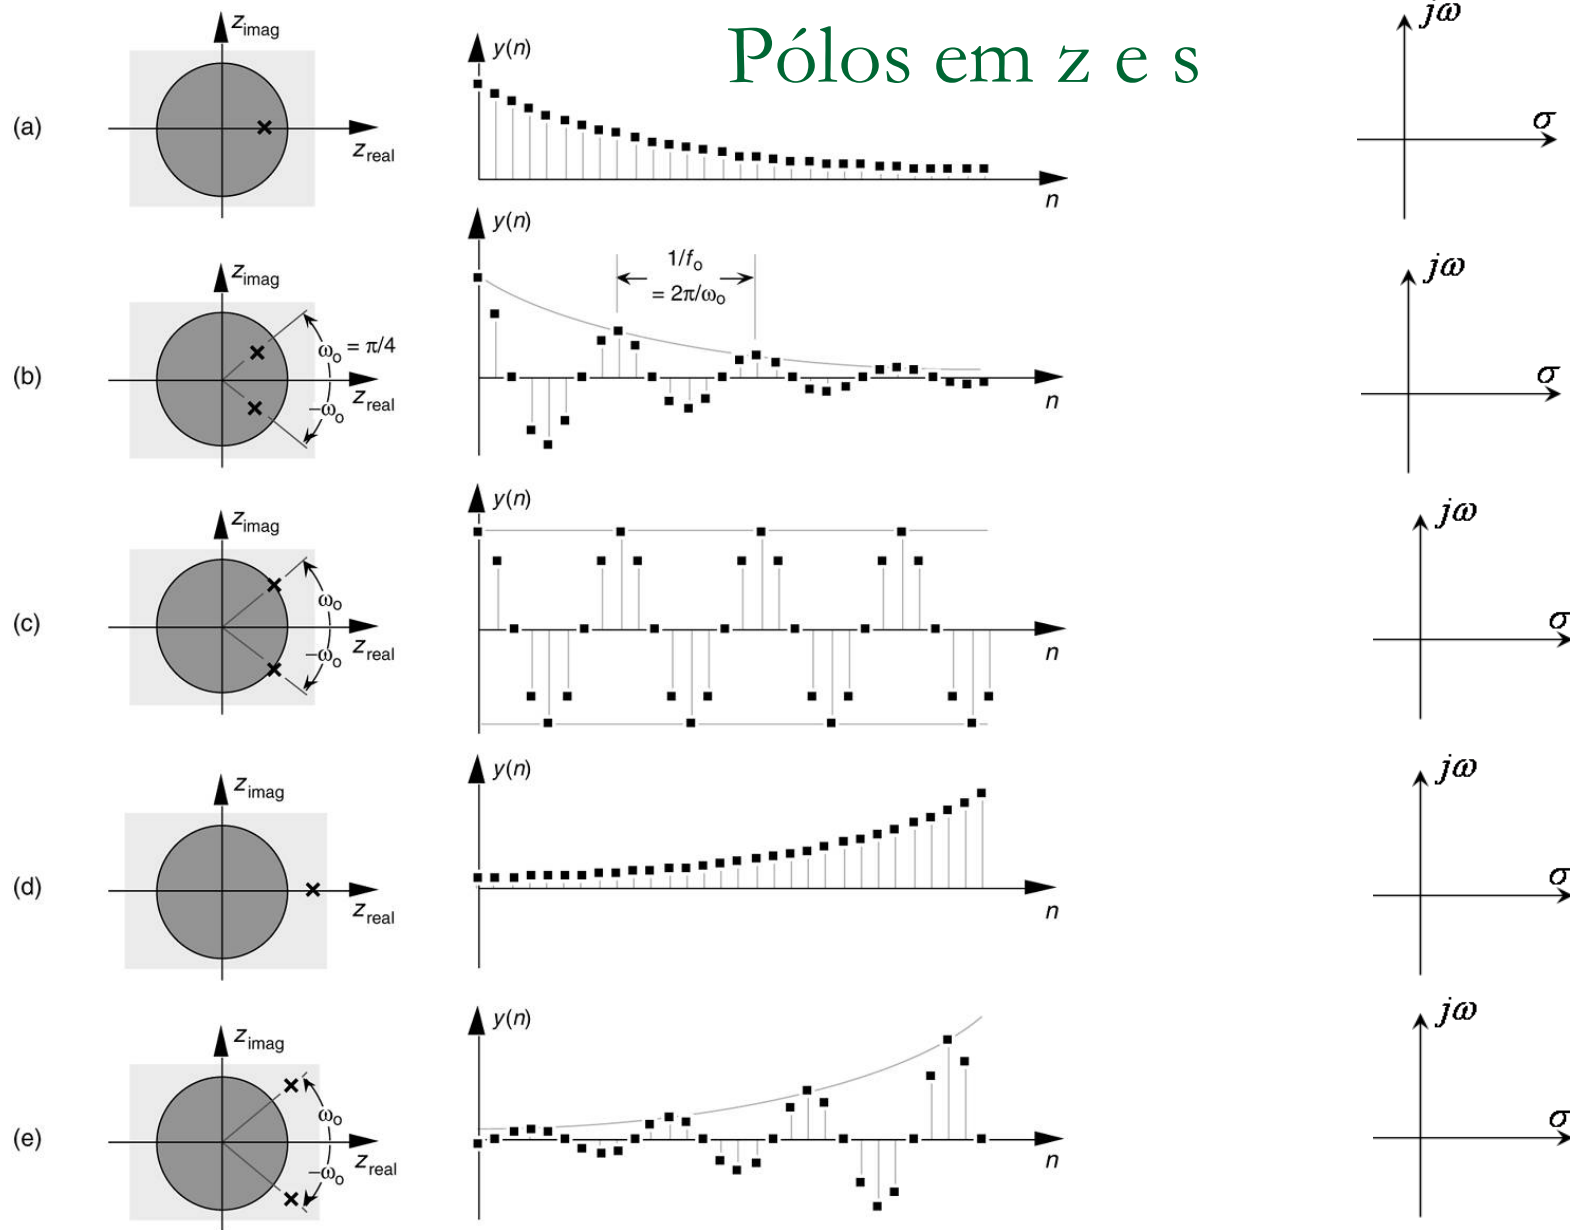 Pólos em z e s
(a)
z_imag
z_real
y(n)
n
jω
σ
(b)
z_imag
ω_o = π/4
z_real
−ω_o
y(n)
1/f_o
= 2π/ω_o
n
jω
σ
(c)
z_imag
ω_o
z_real
−ω_o
y(n)
n
jω
σ
(d)
z_imag
z_real
y(n)
n
jω
σ
(e)
z_imag
ω_o
z_real
−ω_o
y(n)
n
jω
σ